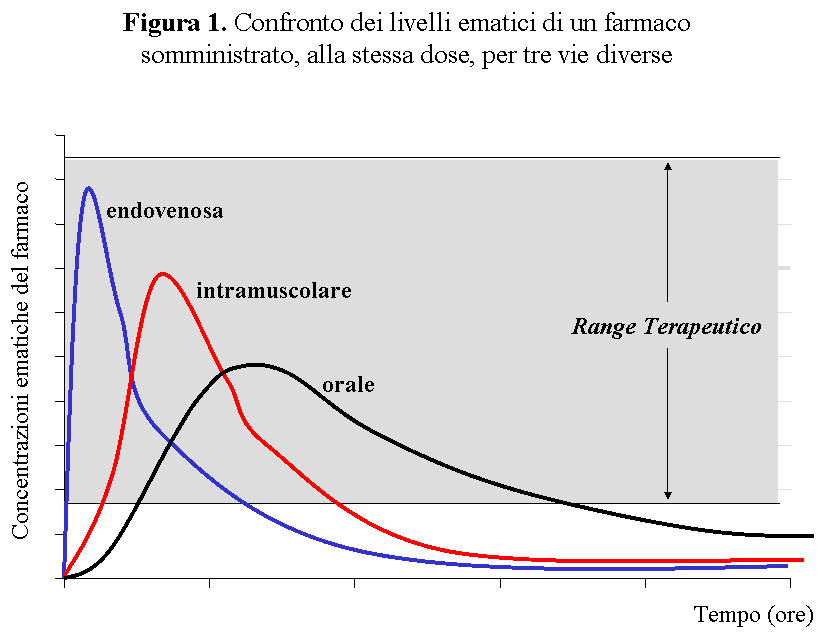 Figura 1. Confronto dei livelli ematici di un farmaco
somministrato, alla stessa dose, per tre vie diverse
Concentrazioni ematiche del farmaco
endovenosa
intramuscolare
Range Terapeutico
orale
Tempo (ore)